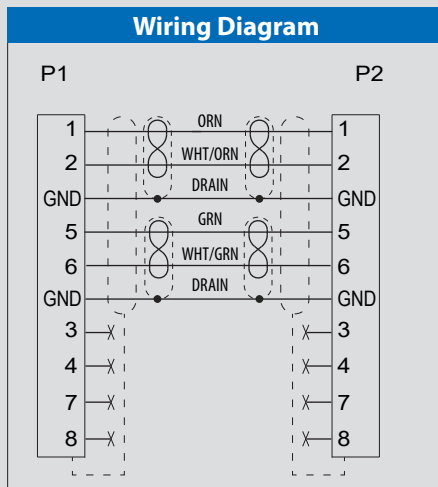 Wiring Diagram
P1 P2
ORN
1 1
WHT/ORN
2 2
DRAIN
GND GND
GRN
5 5
WHT/GRN
6 6
DRAIN
GND GND
3 3
4 4
7 7
8 8